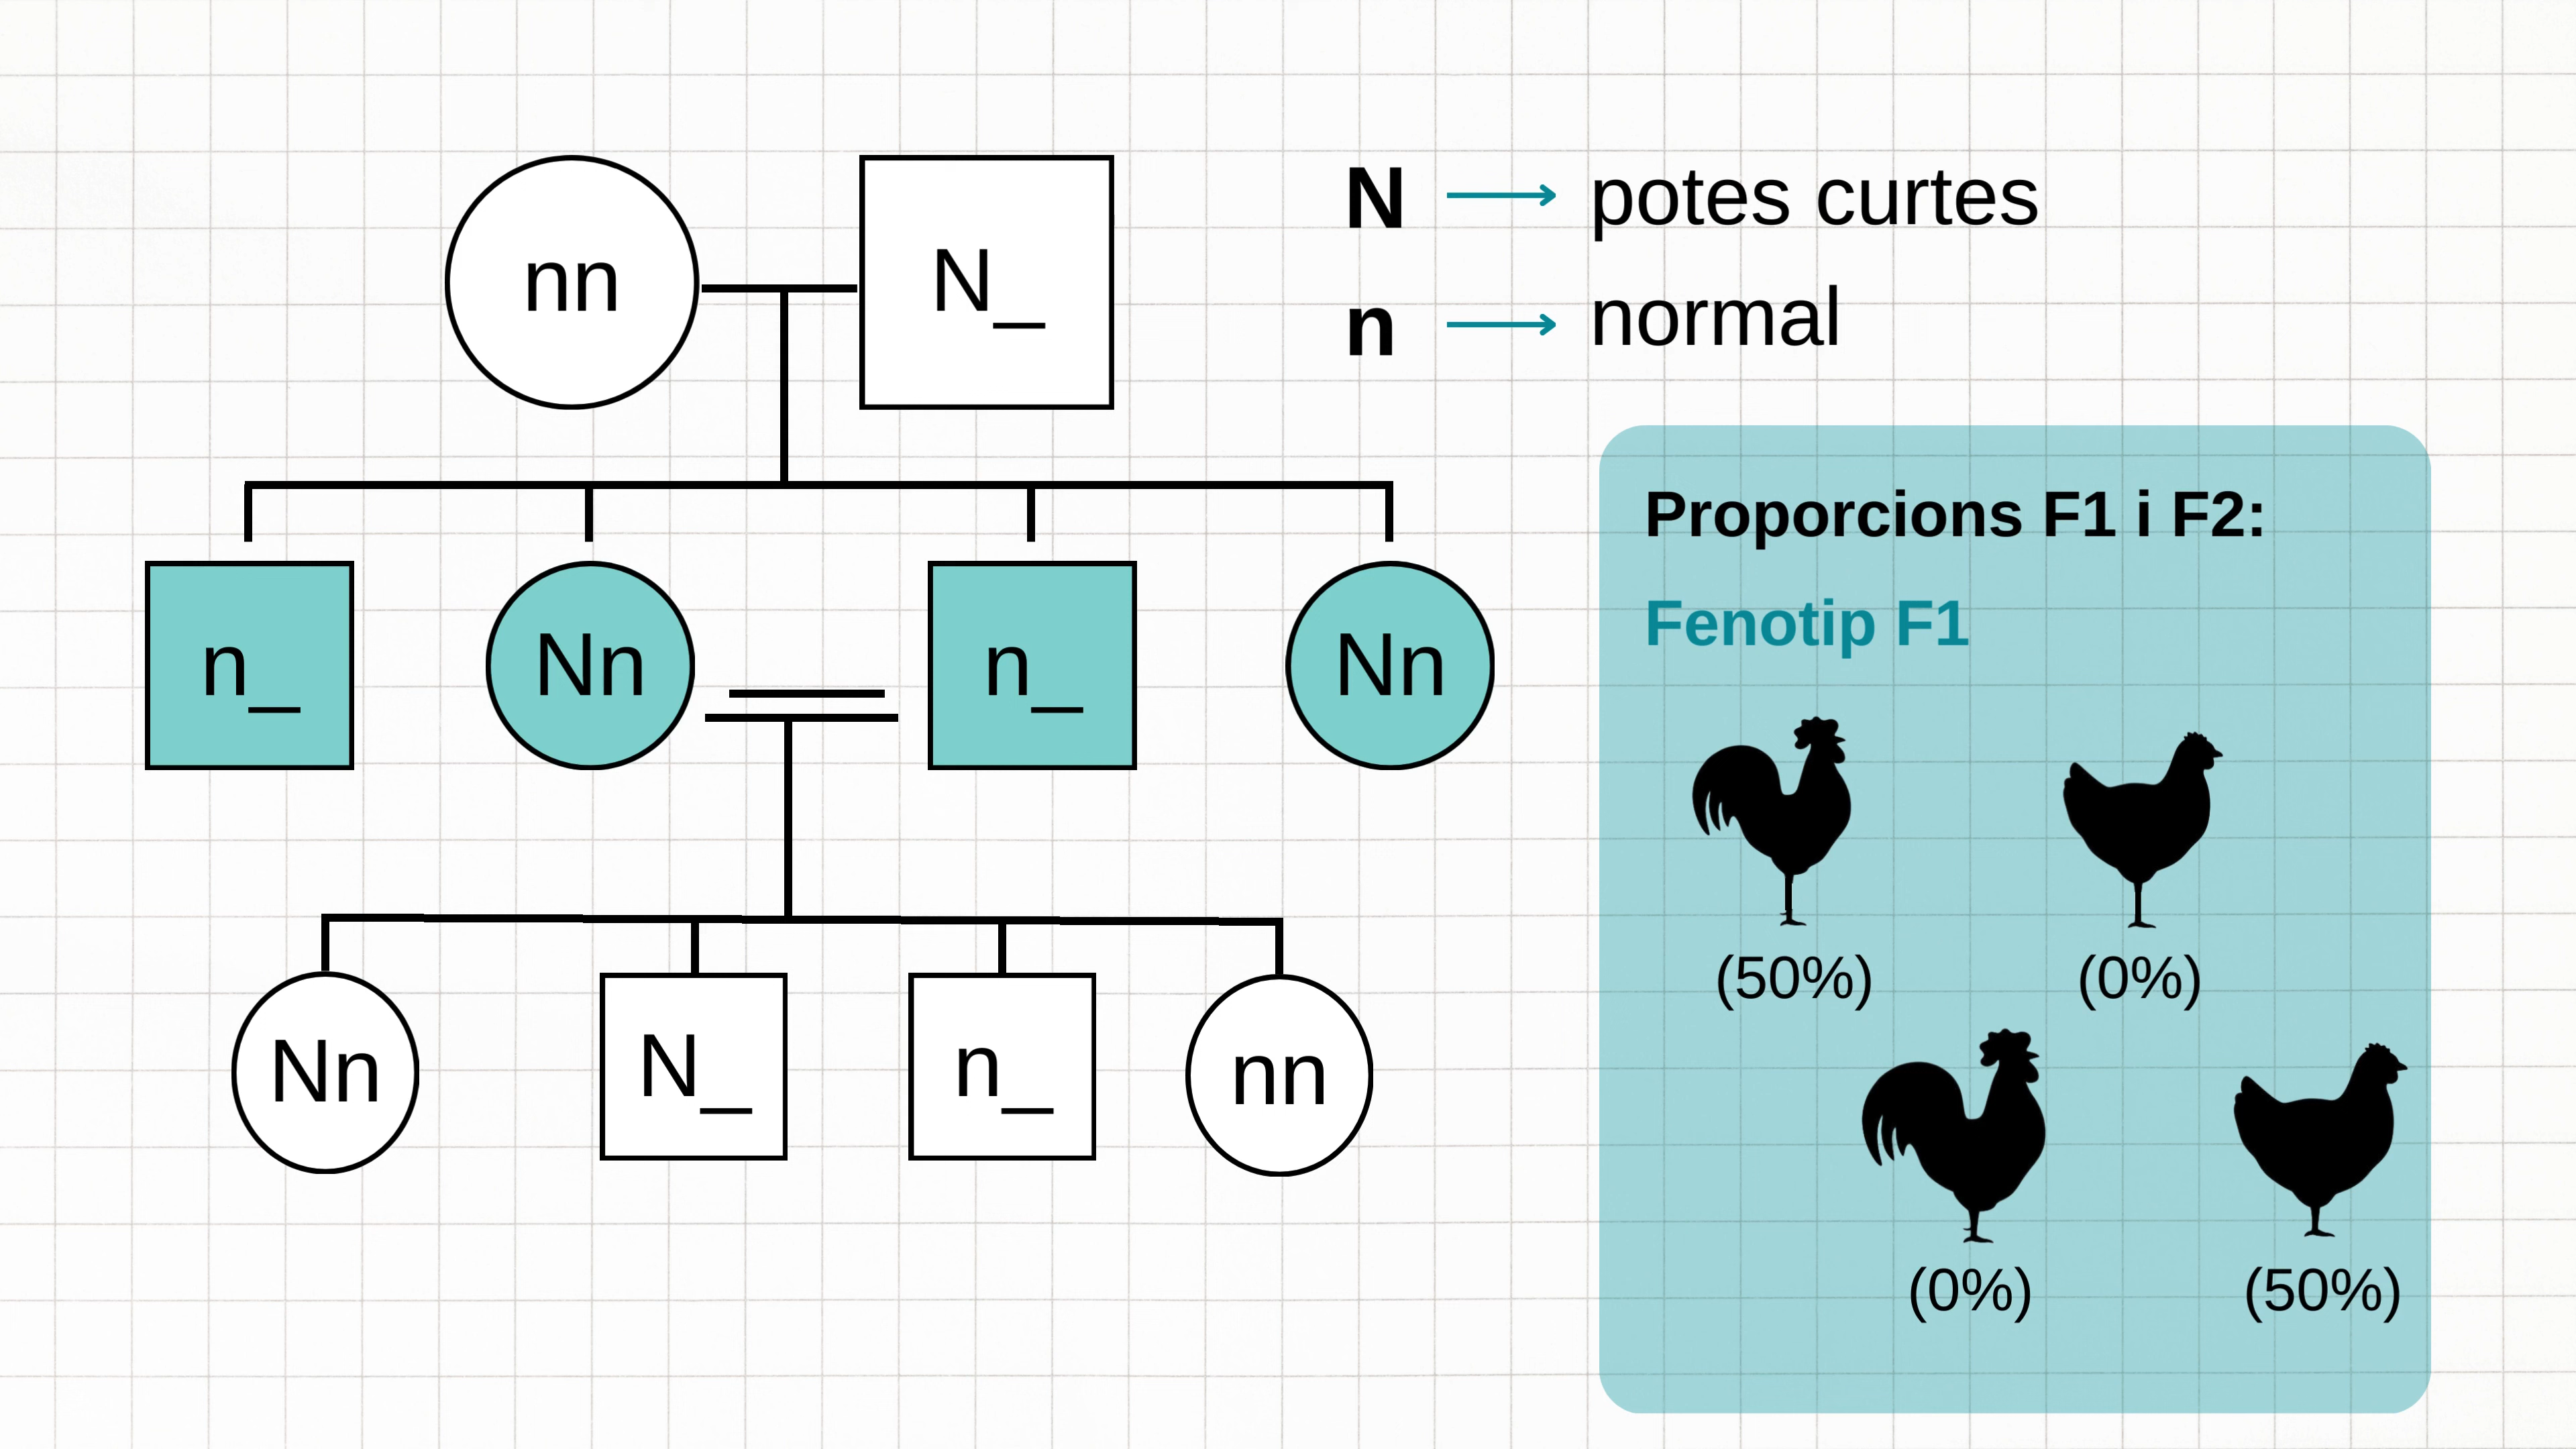 nn
N_
N → potes curtes
n → normal
n_
Nn
n_
Nn
Nn
N_
n_
nn
Proporcions F1 i F2:
Fenotip F1
(50%)
(0%)
(0%)
(50%)